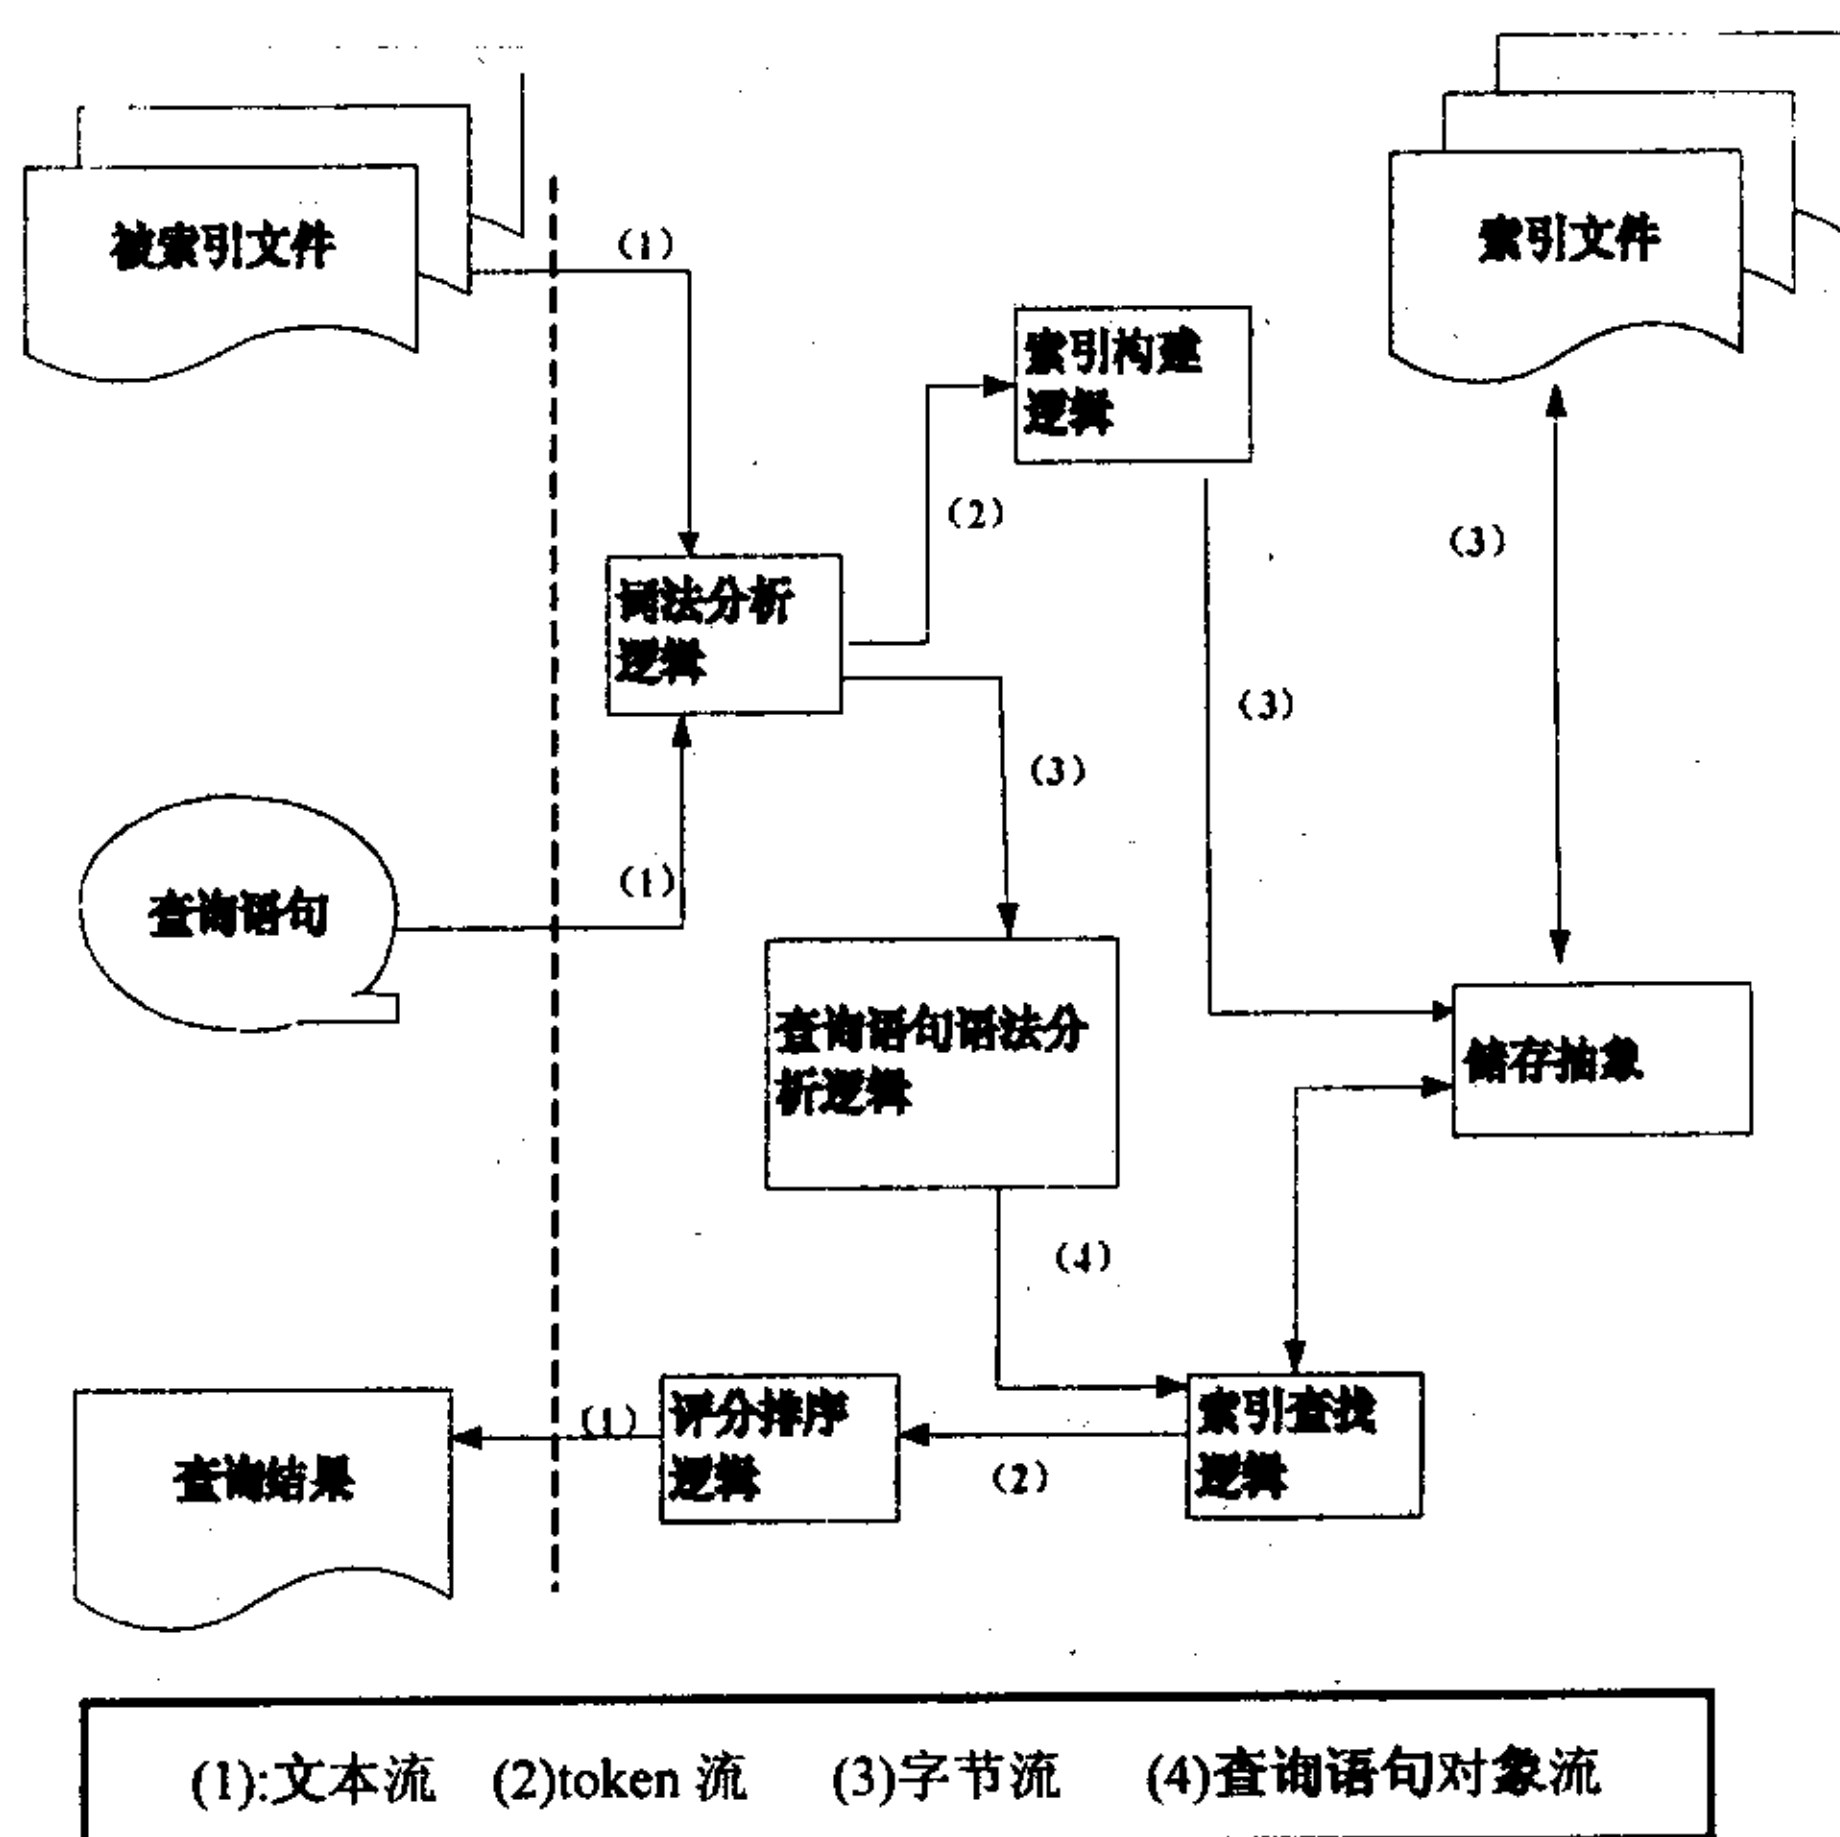 被索引文件
(1)
索引文件
索引构建
逻辑
(2)
(3)
词法分析
逻辑
(3)
(3)
(1)
查询语句
查询语句语法分
析逻辑
储存抽象
(4)
(1)
评分排序
逻辑
(2)
索引查找
逻辑
查询结果
(1):文本流 (2)token 流 (3)字节流 (4)查询语句对象流